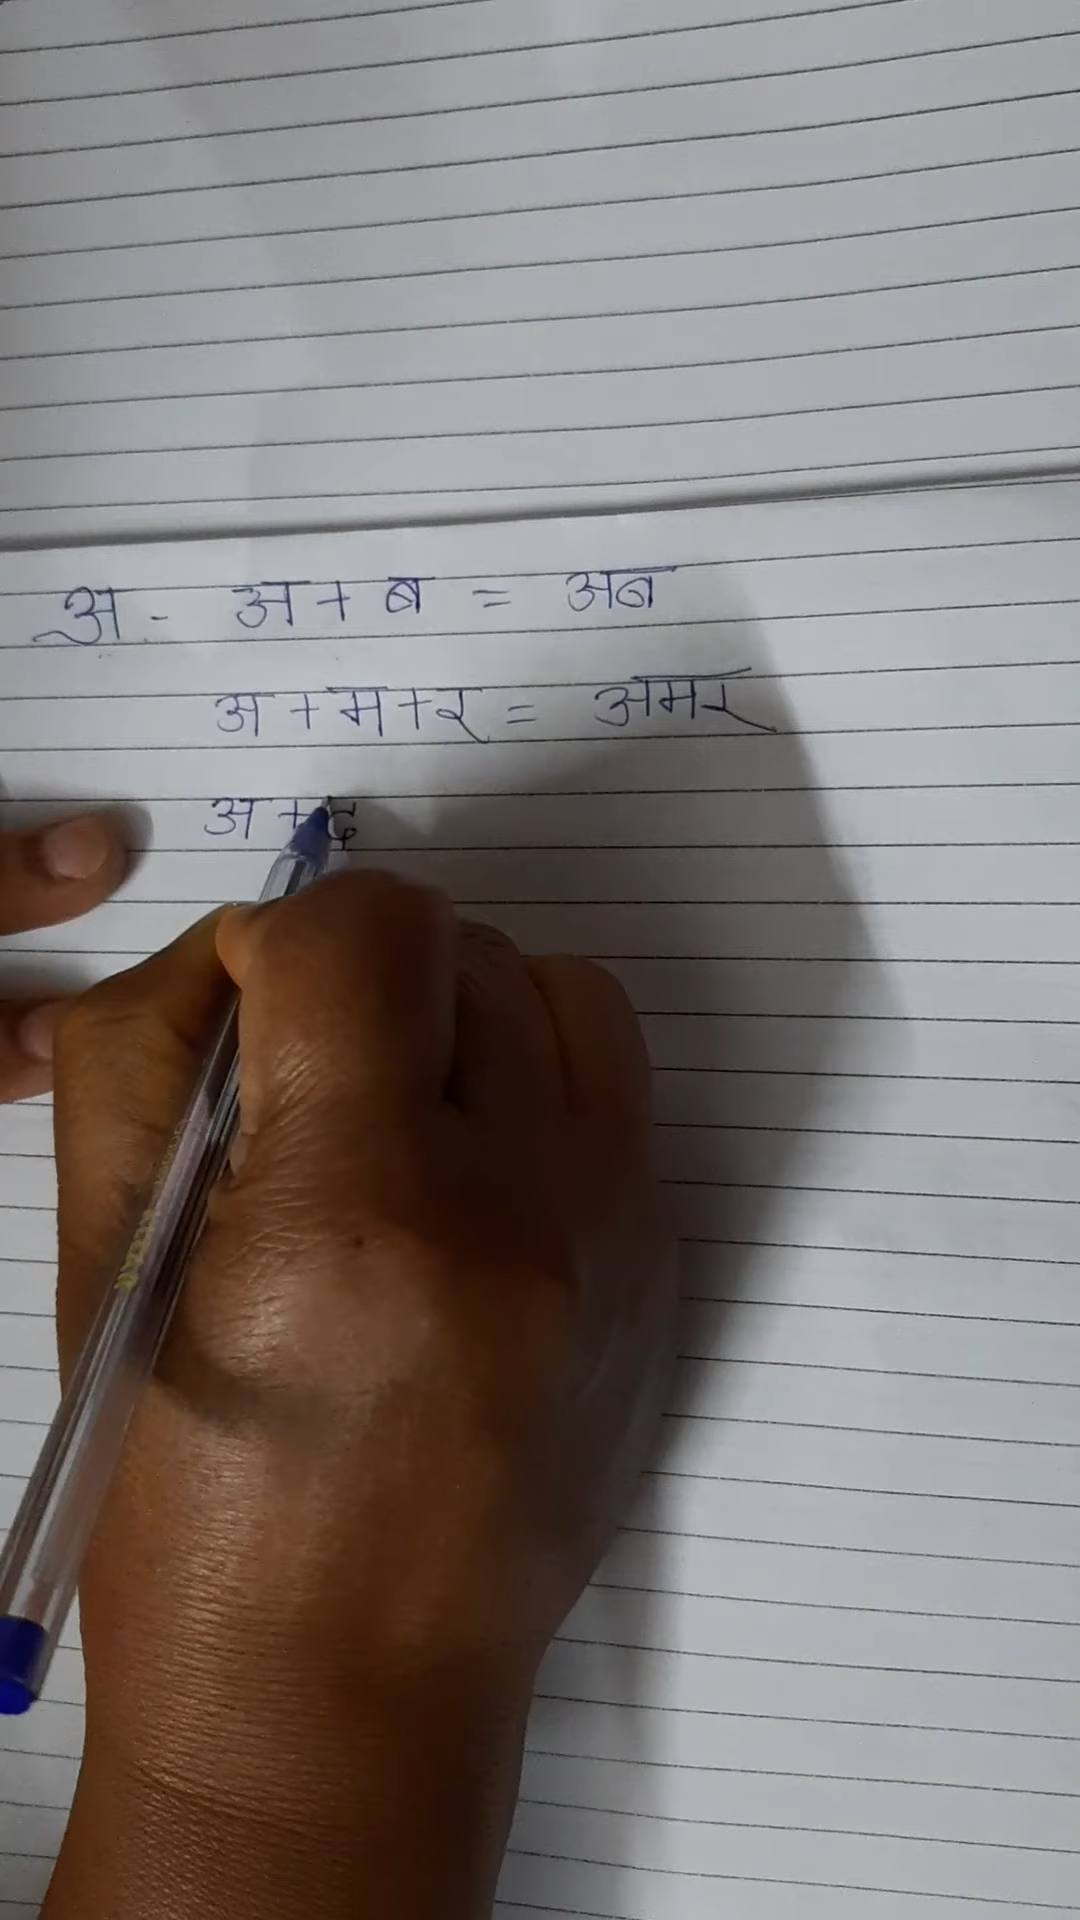 अ - अ + ब = अब
अ + म + र = अमर
अ + द